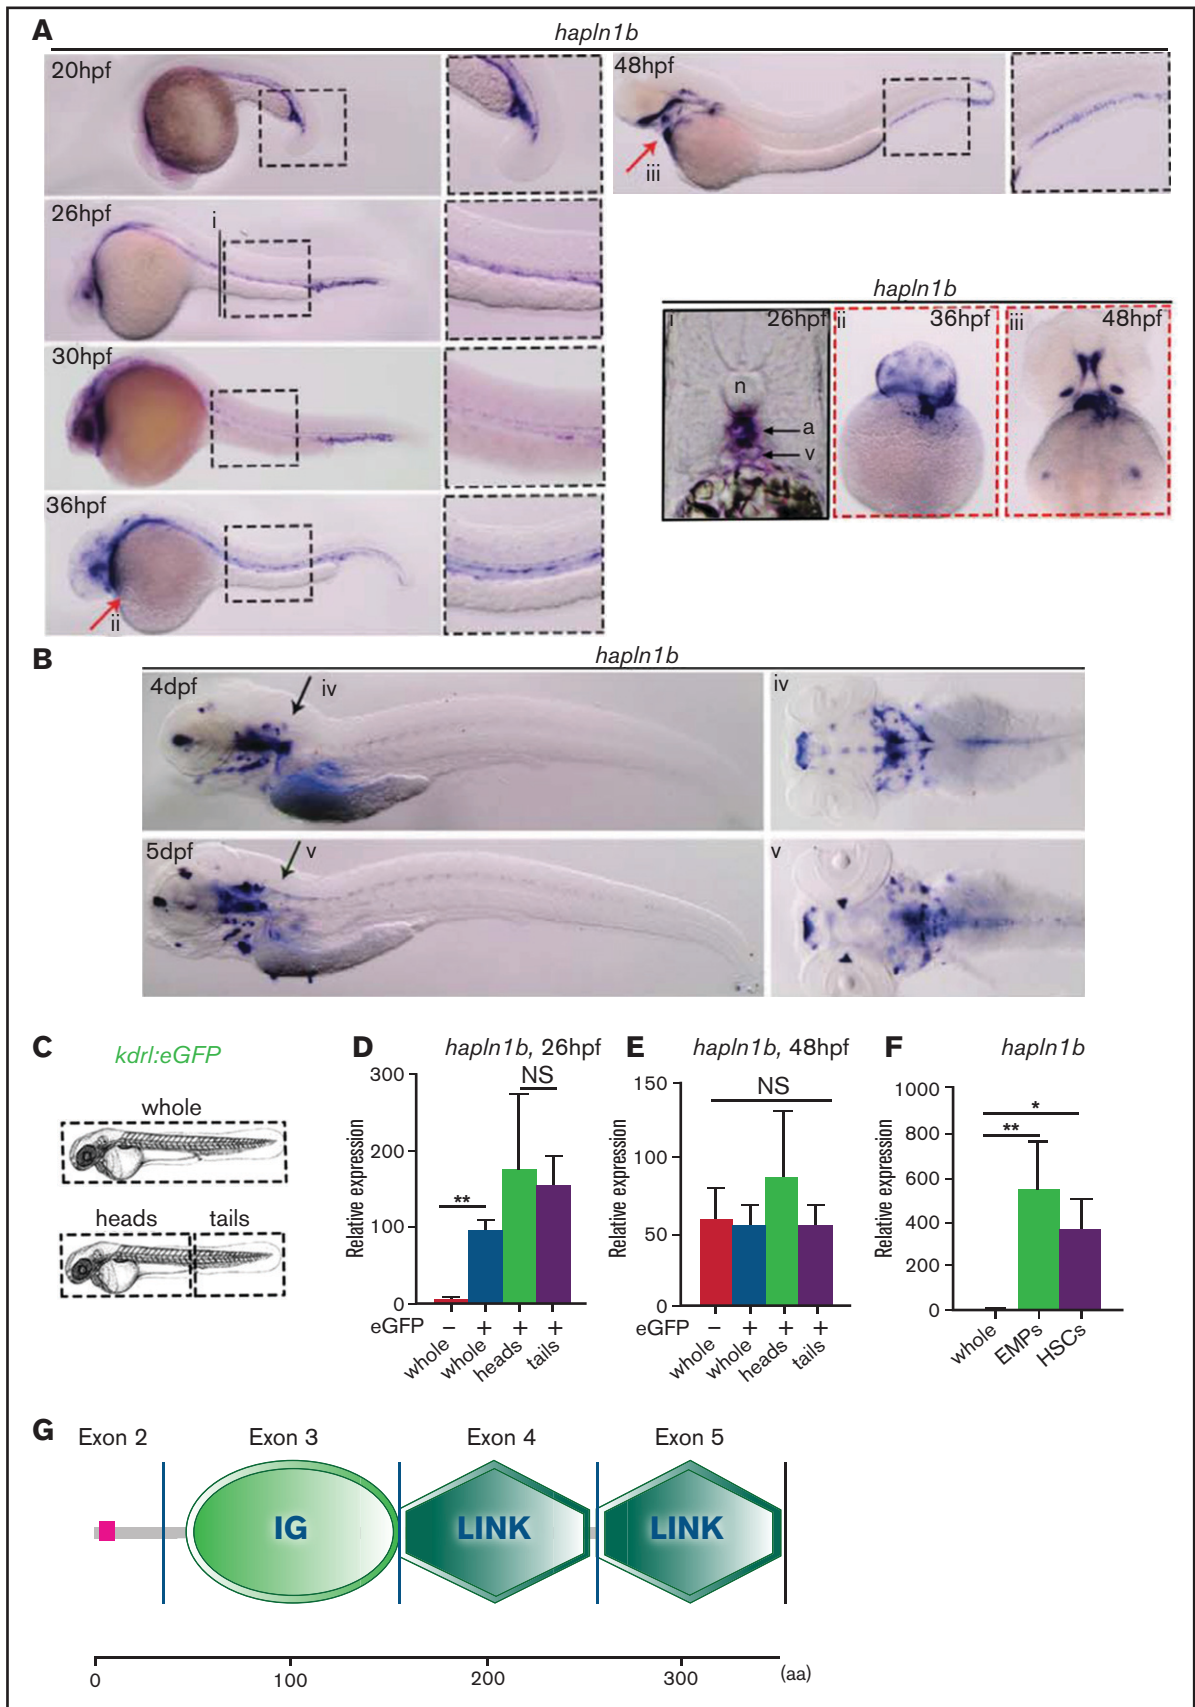 A
hapln1b
20hpf
48hpf
iii
26hpf
i
30hpf
36hpf
ii
hapln1b
i
26hpf
n
a
v
ii
36hpf
iii
48hpf
B
hapln1b
4dpf
iv
iv
5dpf
v
v
C
kdrl:eGFP
whole
heads
tails
D
hapln1b, 26hpf
NS
**
Relative expression
300
200
100
0
eGFP − + + +
whole
whole
heads
tails
E
hapln1b, 48hpf
NS
Relative expression
150
100
50
0
eGFP − + + +
whole
whole
heads
tails
F
hapln1b
*
**
Relative expression
1000
800
600
400
200
0
whole
EMPs
HSCs
G
Exon 2
Exon 3
Exon 4
Exon 5
IG
LINK
LINK
0
100
200
300
(aa)